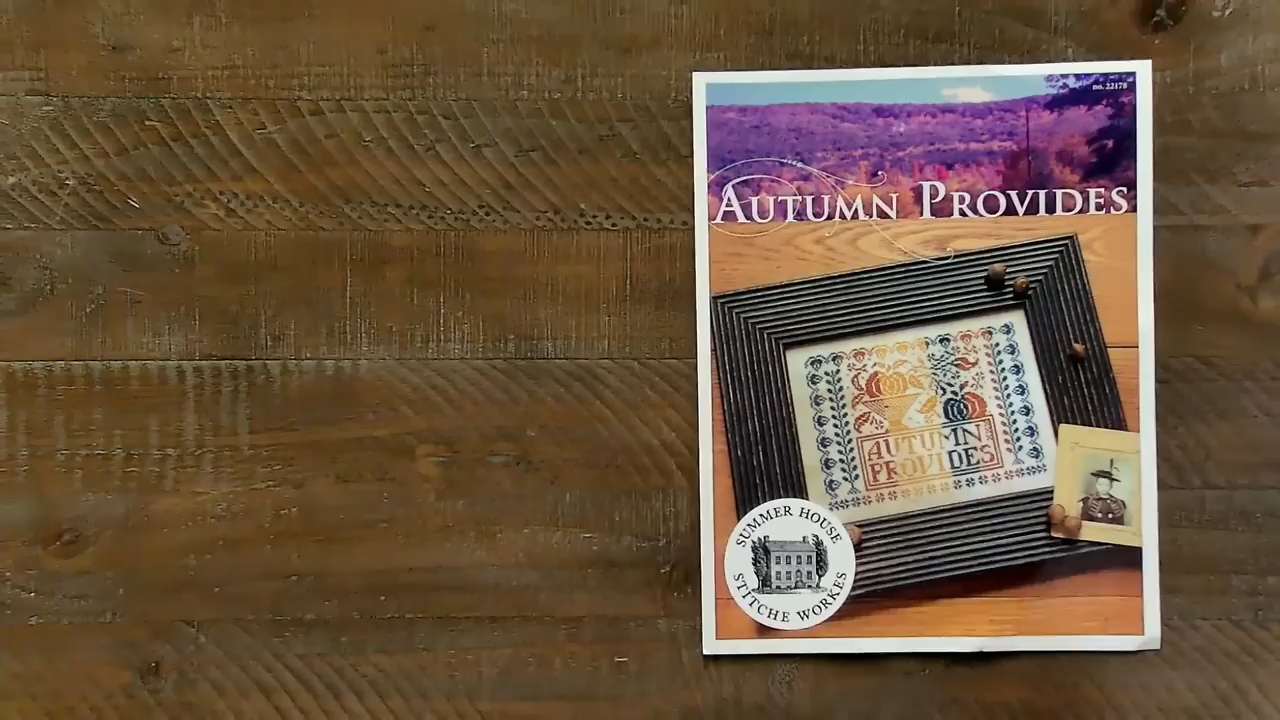 no. 22178
AUTUMN PROVIDES
AUTUMN
PROVIDES
SUMMER HOUSE
STITCHE WORKES